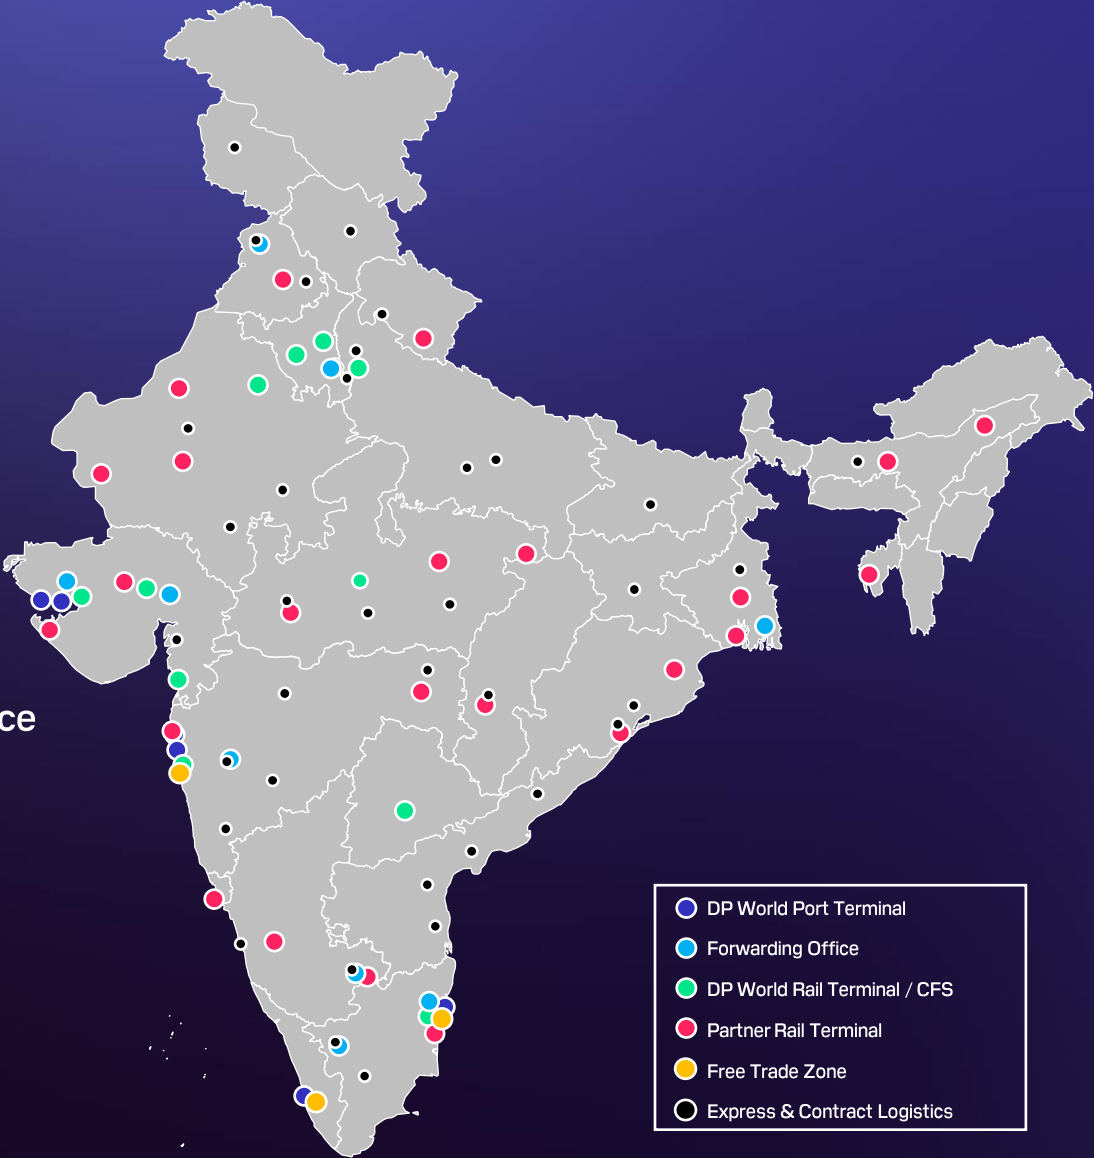 ce
DP World Port Terminal
Forwarding Office
DP World Rail Terminal / CFS
Partner Rail Terminal
Free Trade Zone
Express & Contract Logistics